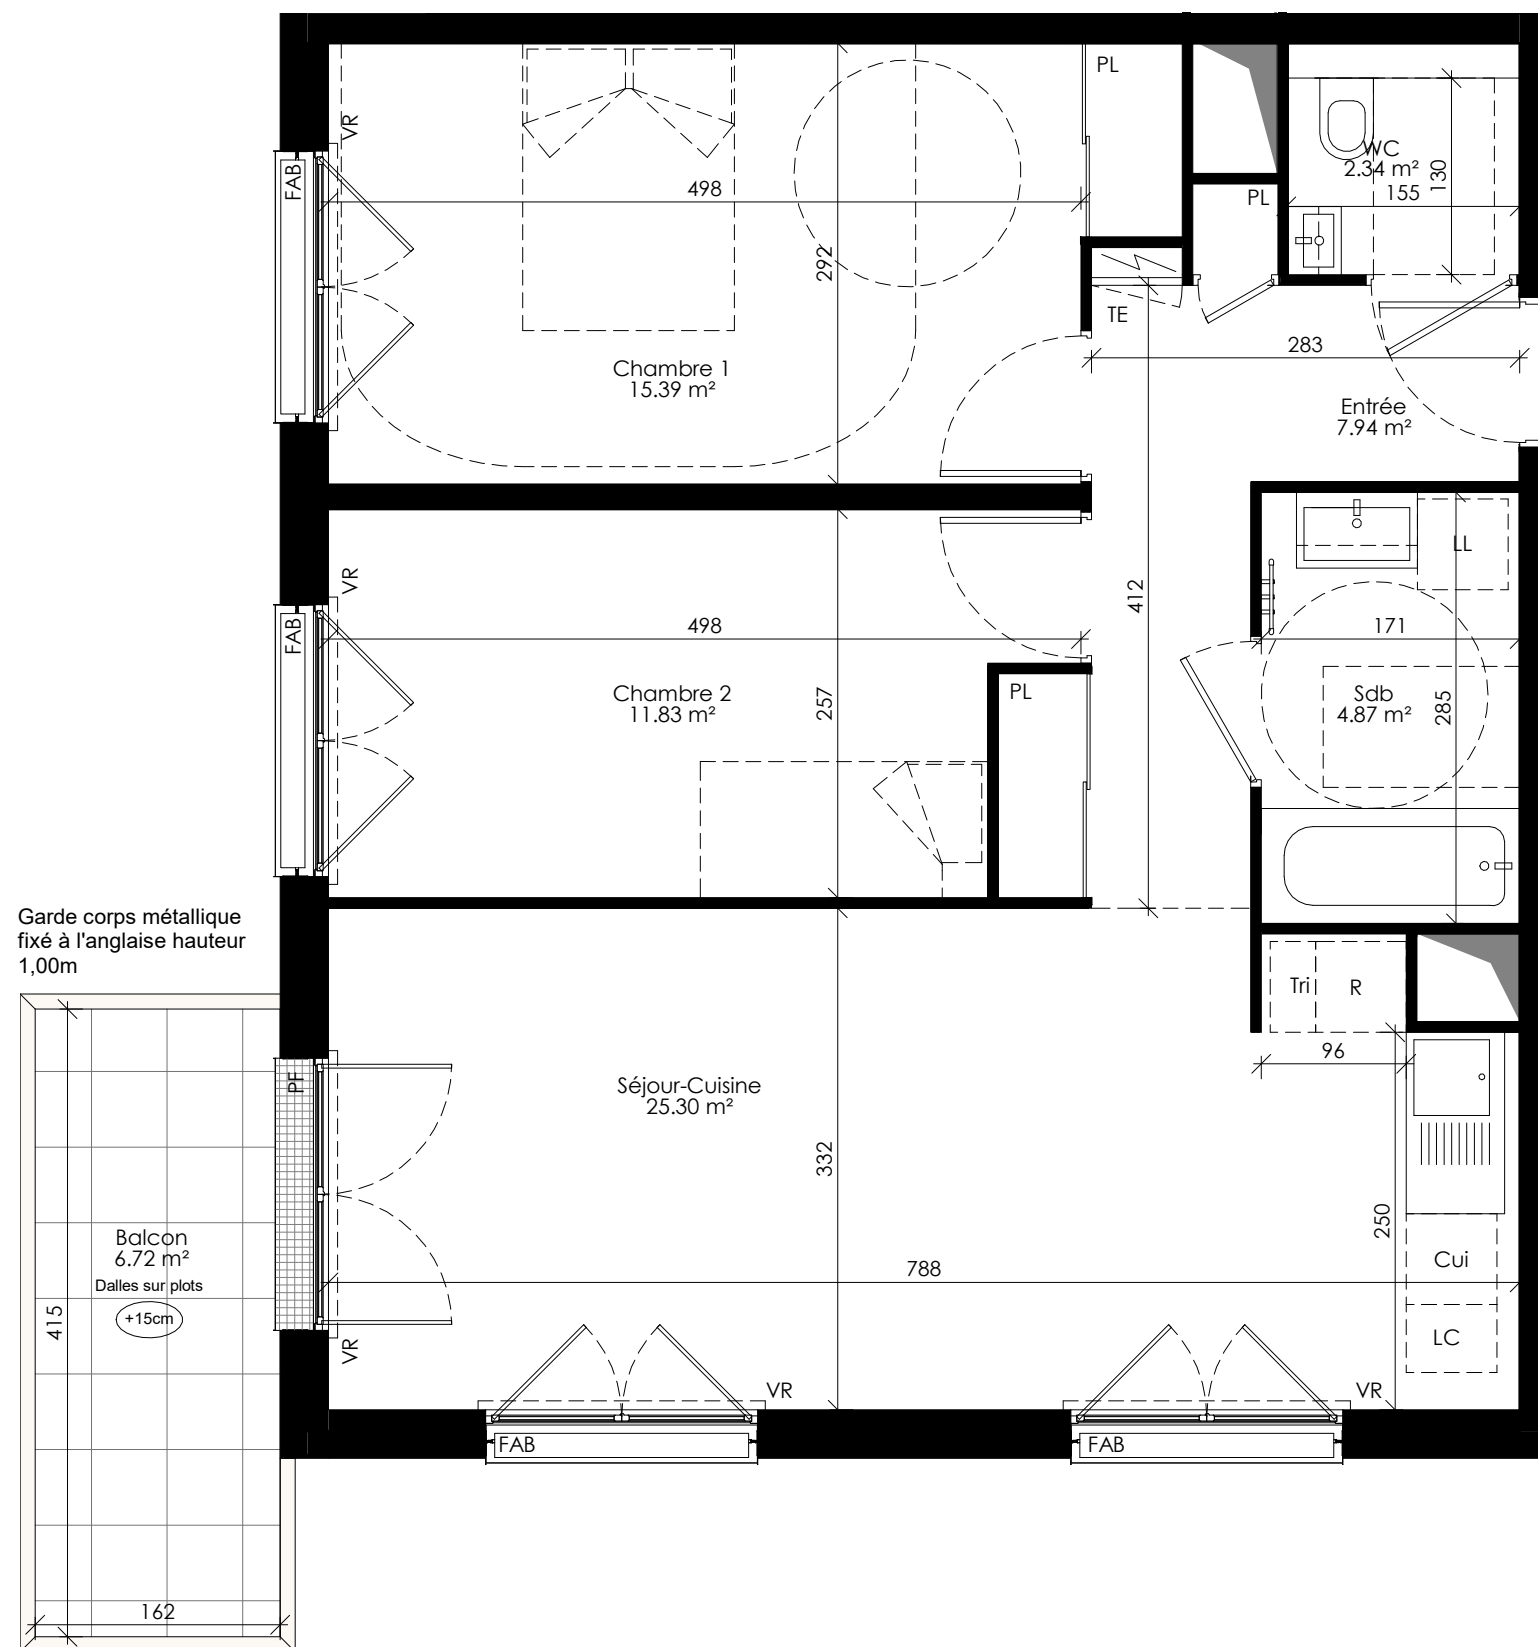 PL
VR
FAB
498
292
Chambre 1
15.39 m²
WC
2.34 m²
155
130
PL
TE
283
Entrée
7.94 m²
VR
FAB
498
257
Chambre 2
11.83 m²
PL
412
LL
171
Sdb
4.87 m²
285
Garde corps métallique
fixé à l'anglaise hauteur
1,00m
Tri
R
96
PF
Séjour-Cuisine
25.30 m²
332
250
Balcon
6.72 m²
Dalles sur plots
+15cm
415
788
Cui
LC
VR
VR
VR
FAB
FAB
162